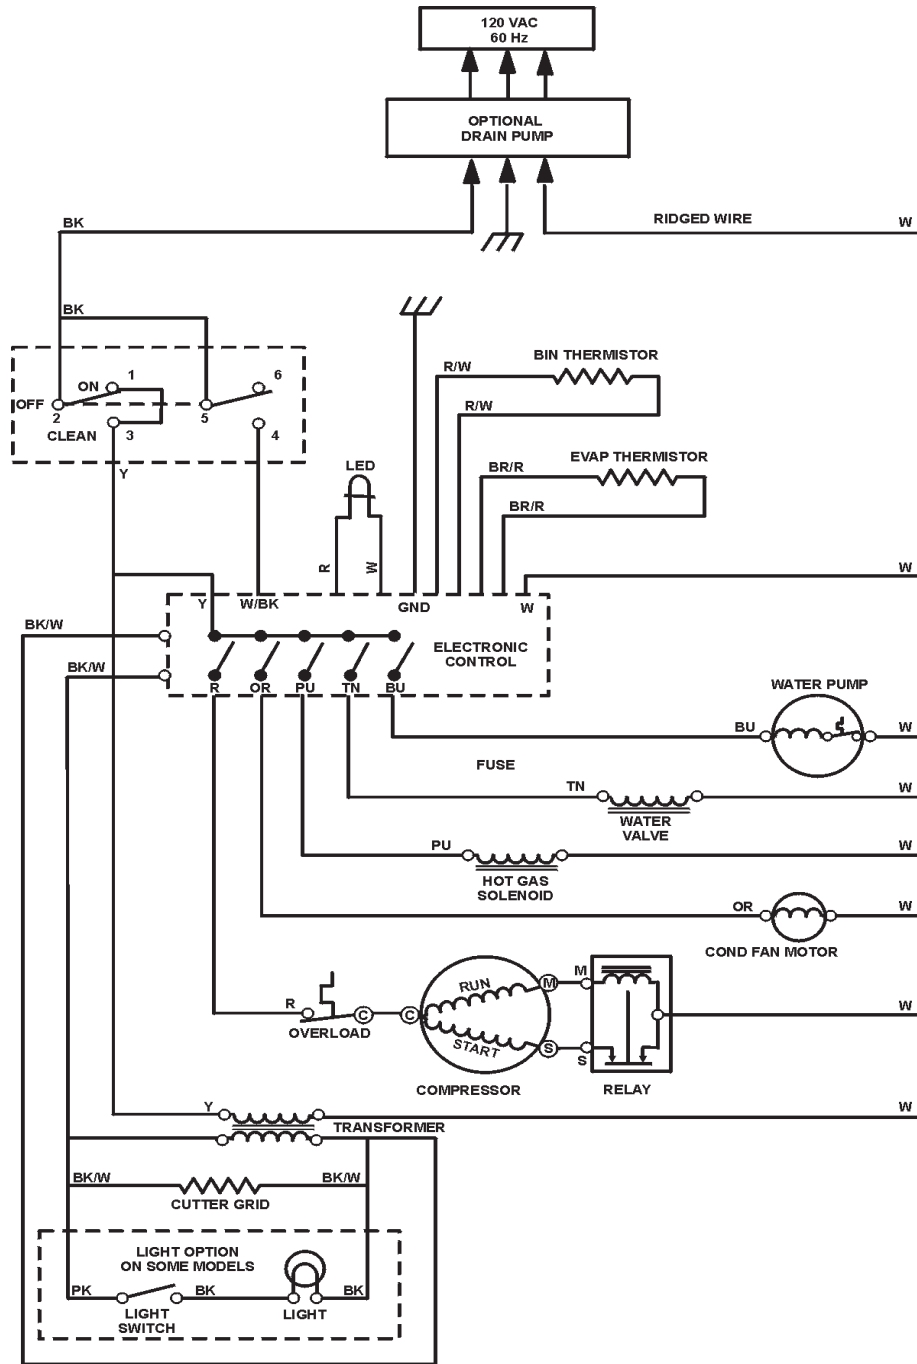 120 VAC
60 Hz
OPTIONAL
DRAIN PUMP
BK
RIDGED WIRE
W
BK
BIN THERMISTOR
R/W
R/W
ON
1
6
OFF
2
5
CLEAN
3
4
Y
LED
EVAP THERMISTOR
BR/R
BR/R
R
W
W
Y
W/BK
GND
W
BK/W
ELECTRONIC
CONTROL
BK/W
R
OR
PU
TN
BU
WATER PUMP
BU
W
FUSE
TN
W
WATER
VALVE
PU
W
HOT GAS
SOLENOID
OR
W
COND FAN MOTOR
R
OVERLOAD
C
C
RUN
START
M
S
M
S
W
COMPRESSOR
RELAY
Y
W
TRANSFORMER
BK/W
BK/W
CUTTER GRID
LIGHT OPTION
ON SOME MODELS
PK
BK
BK
LIGHT
SWITCH
LIGHT